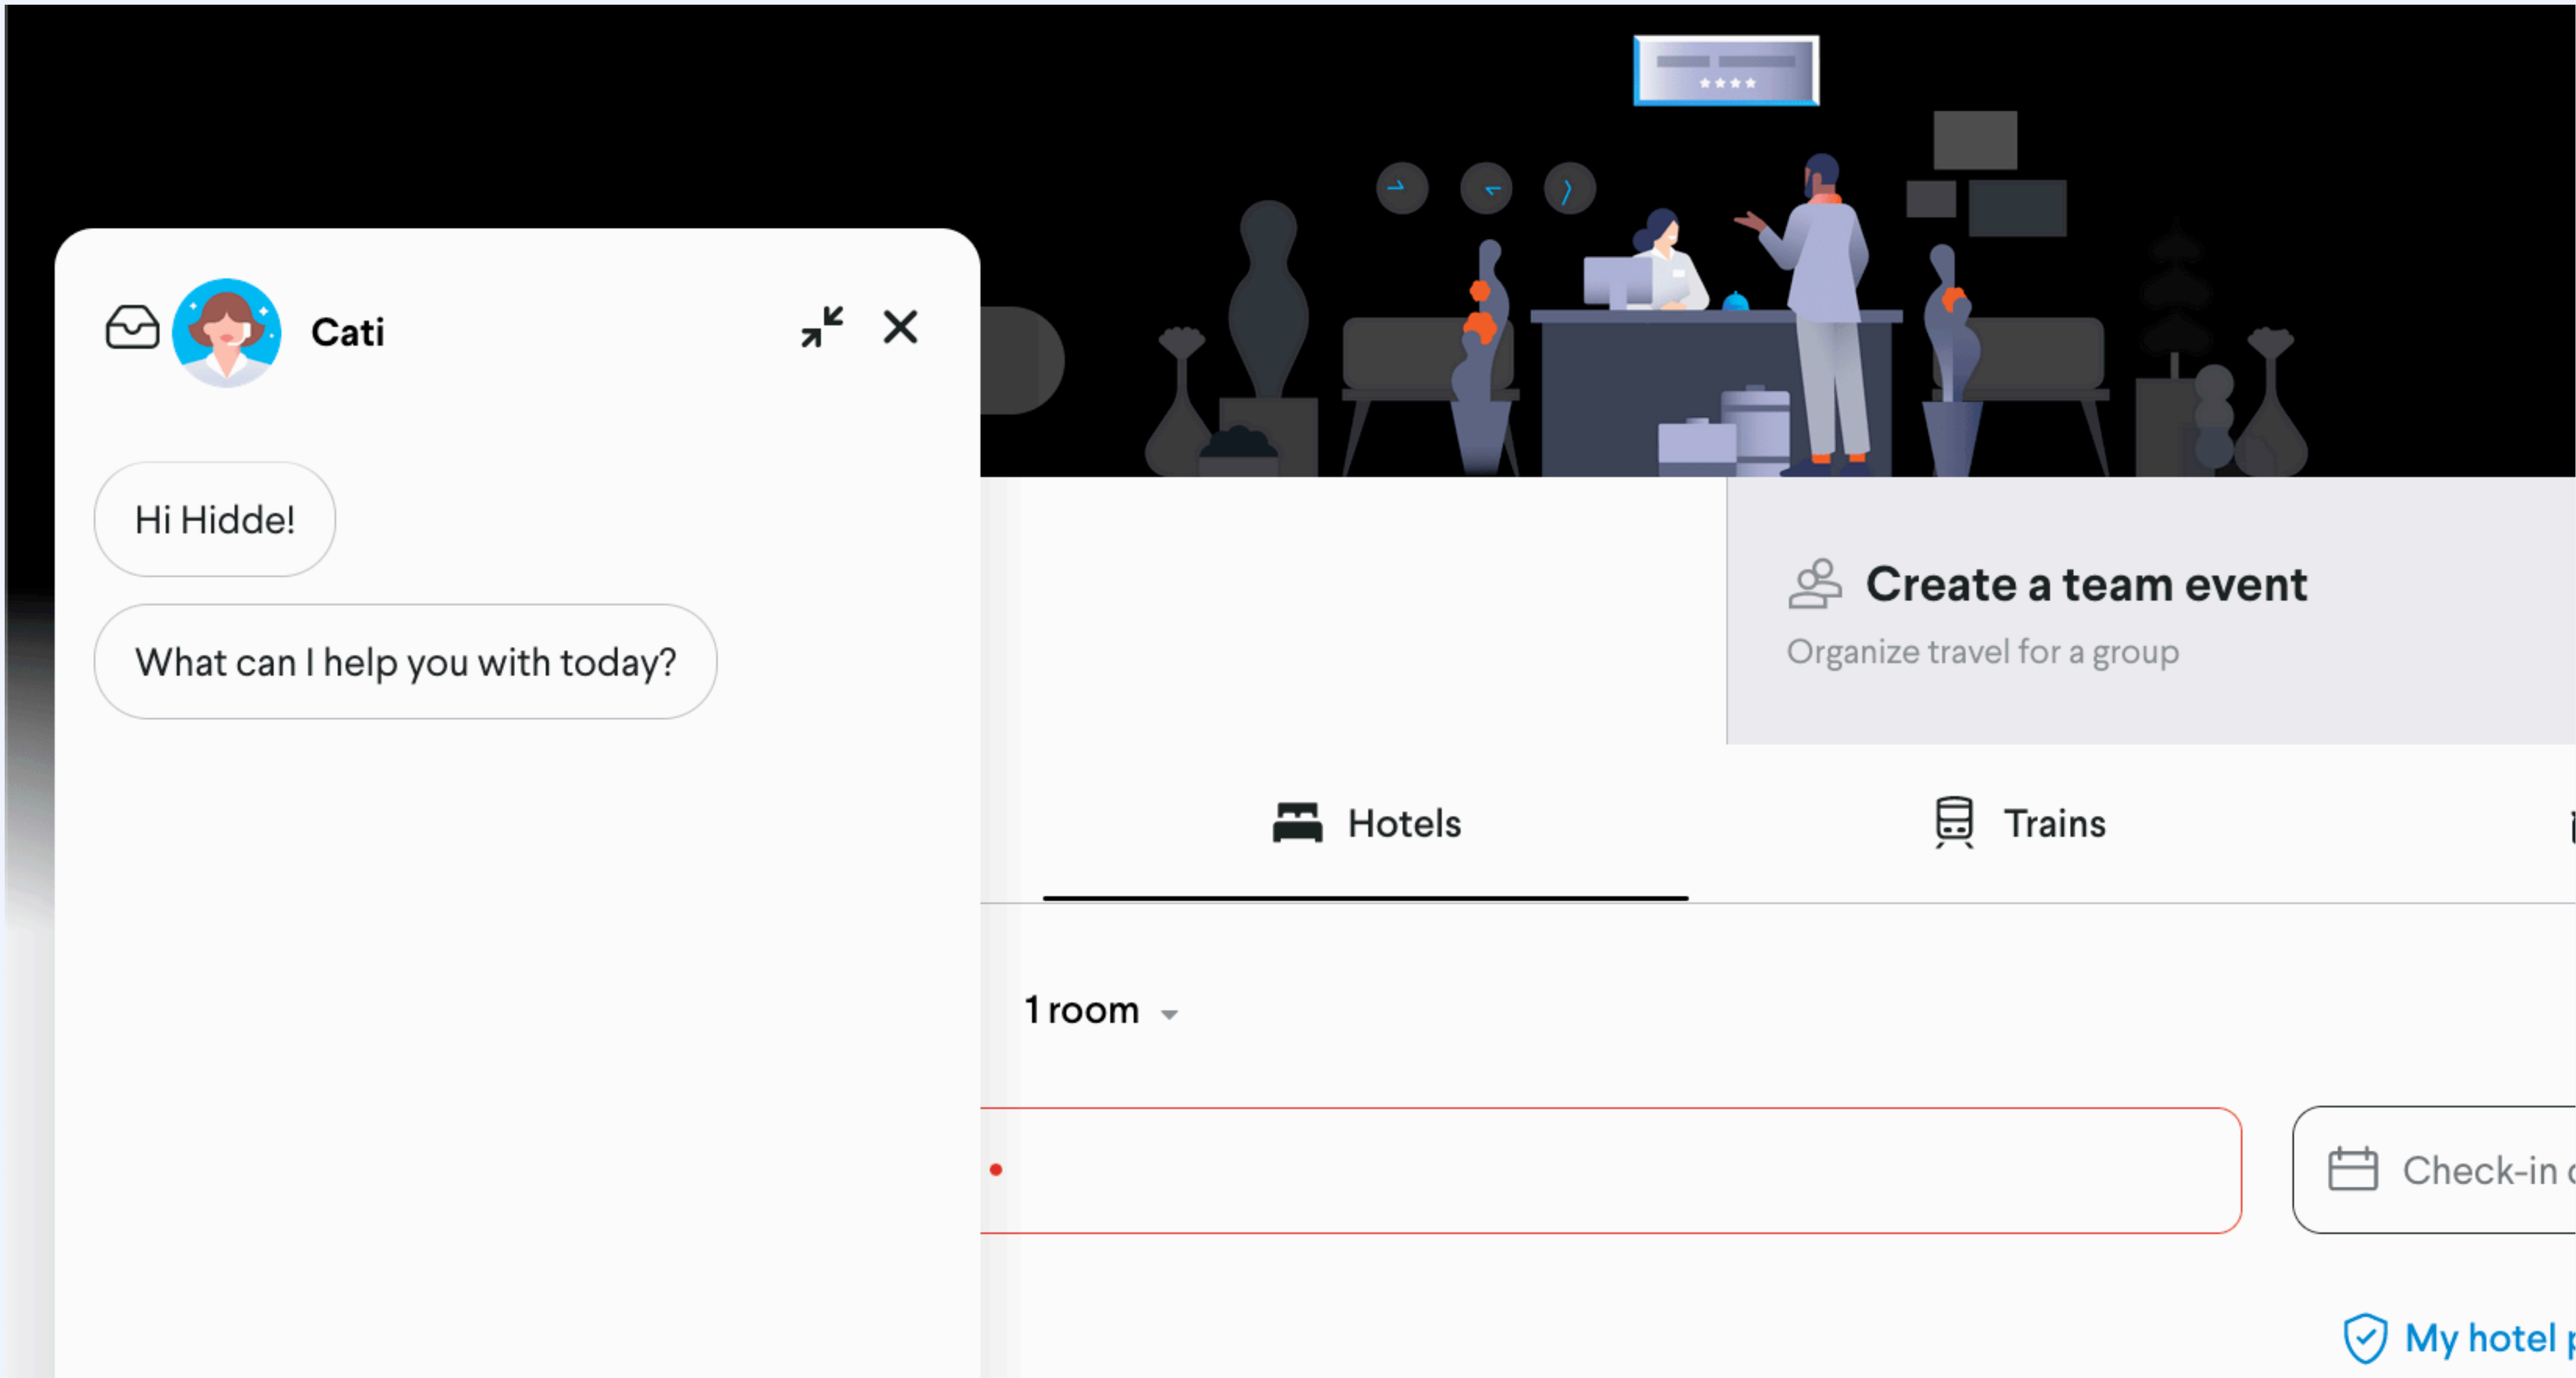 Cati
Hi Hidde!
What can I help you with today?
Create a team event
Organize travel for a group
Hotels
Trains
1 room
Check-in
My hotel